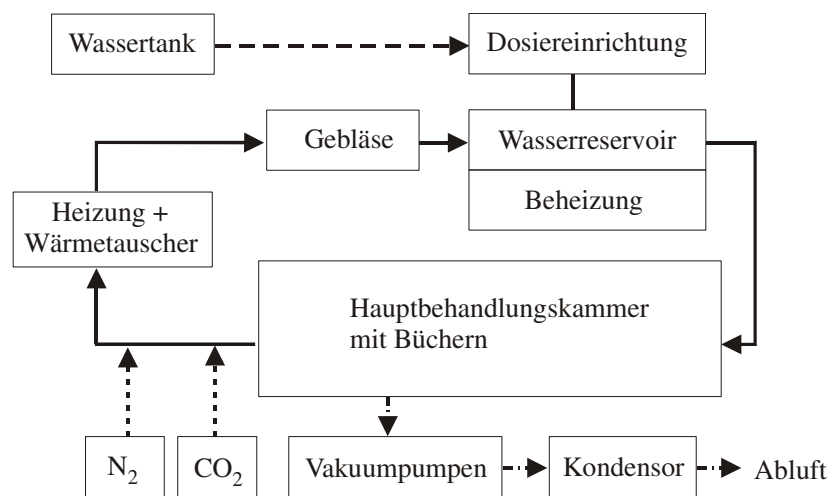 Wassertank
Dosiereinrichtung
Gebläse
Wasserreservoir
Beheizung
Heizung +
Wärmetauscher
Hauptbehandlungskammer
mit Büchern
N₂
CO₂
Vakuumpumpen
Kondensor
Abluft